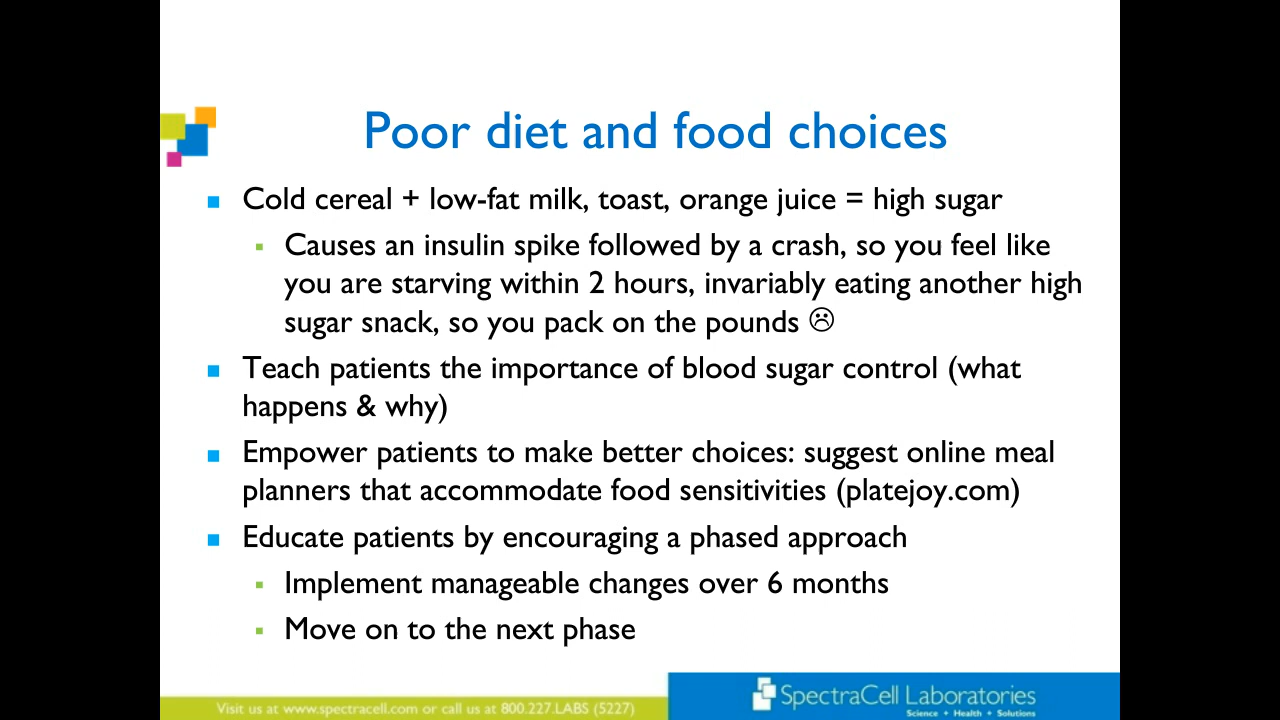 Poor diet and food choices
Cold cereal + low-fat milk, toast, orange juice = high sugar
Causes an insulin spike followed by a crash, so you feel like
you are starving within 2 hours, invariably eating another high
sugar snack, so you pack on the pounds ☹
Teach patients the importance of blood sugar control (what
happens & why)
Empower patients to make better choices: suggest online meal
planners that accommodate food sensitivities (platejoy.com)
Educate patients by encouraging a phased approach
Implement manageable changes over 6 months
Move on to the next phase
Visit us at www.spectracell.com or call us at 800.227.LABS (5227)
SpectraCell Laboratories
Science + Health + Solutions